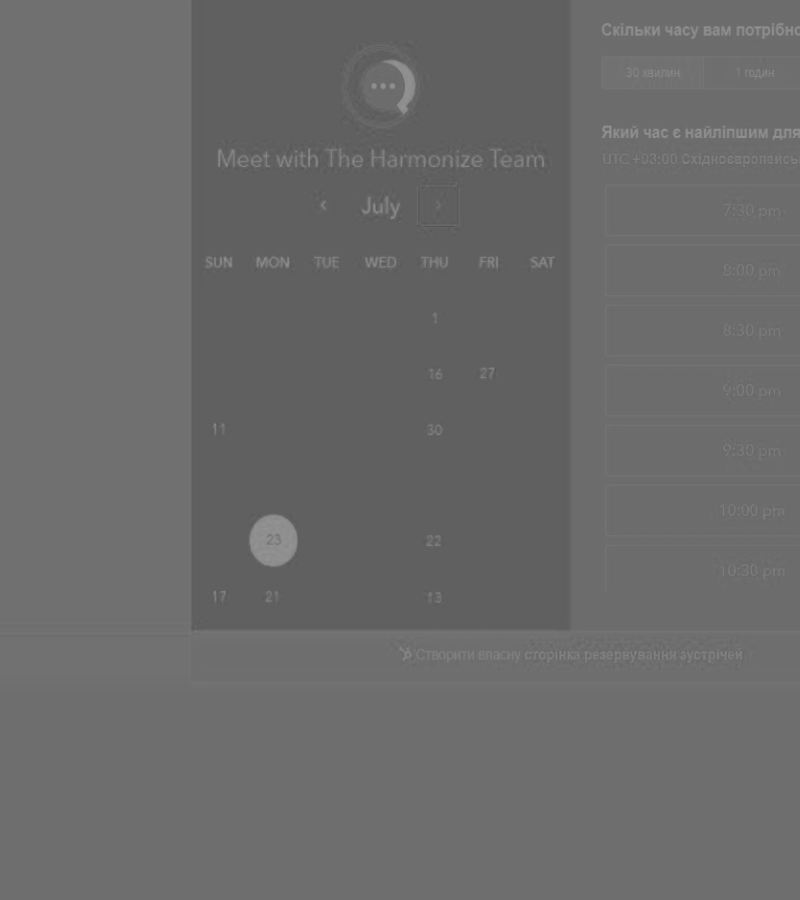 Meet with The Harmonize Team
July
SUN MON TUE WED THU FRI SAT
1
16 27
11 30
23 22
17 21 13
Скільки часу вам потрібно
30 хвилин 1 годин
Який час є найліпшим для
UTC +03:00 Східноєвропейсь
7:30 pm
8:00 pm
8:30 pm
9:00 pm
9:30 pm
10:00 pm
10:30 pm
Створити власну сторінка резервування зустрічей